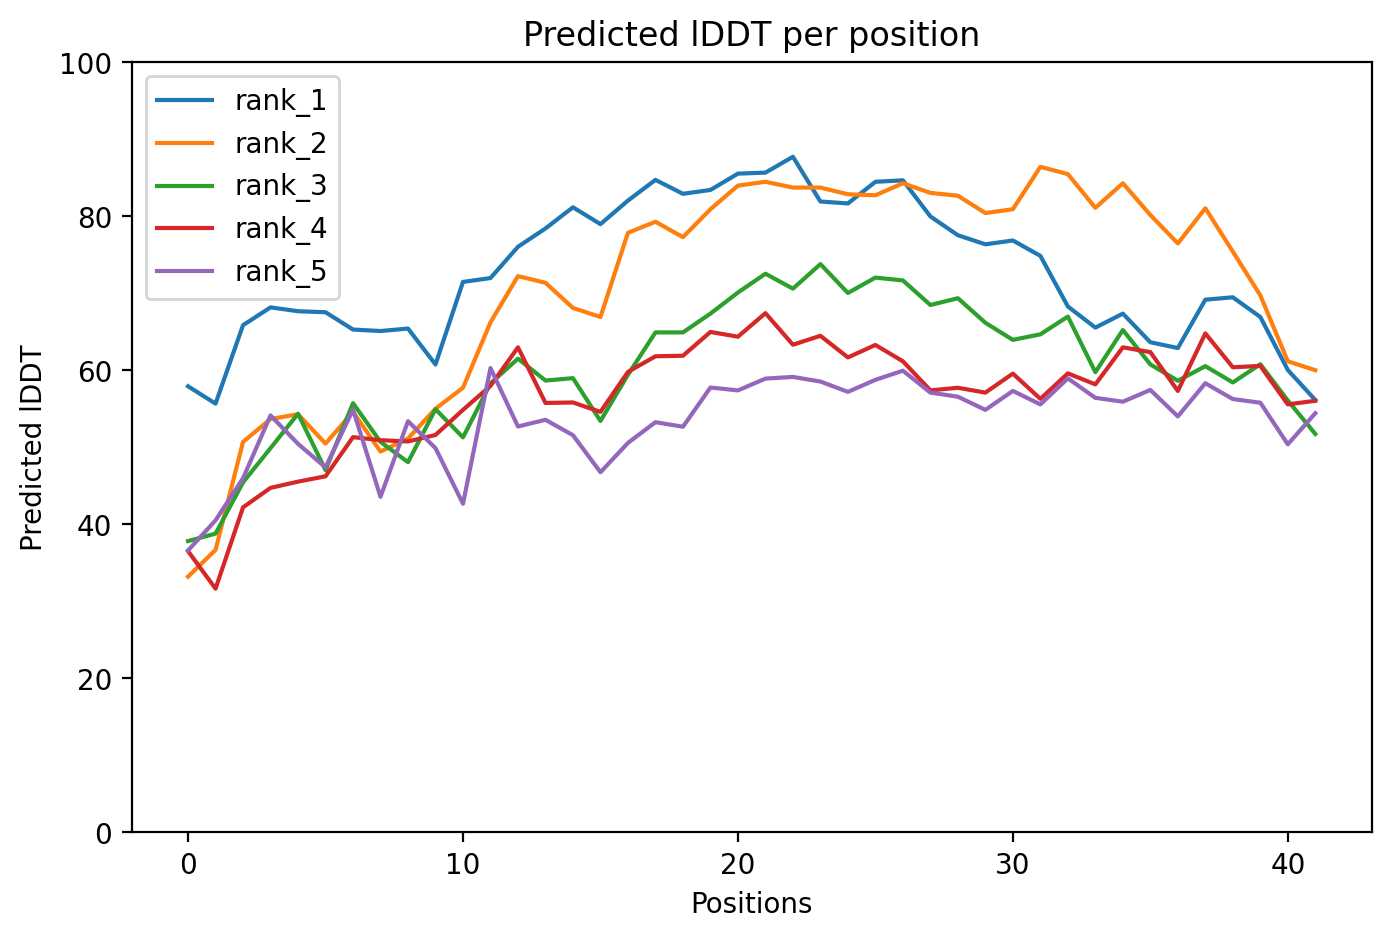 Predicted lDDT per position
Predicted lDDT
100
80
60
40
20
0
rank_1
rank_2
rank_3
rank_4
rank_5
0 10 20 30 40
Positions